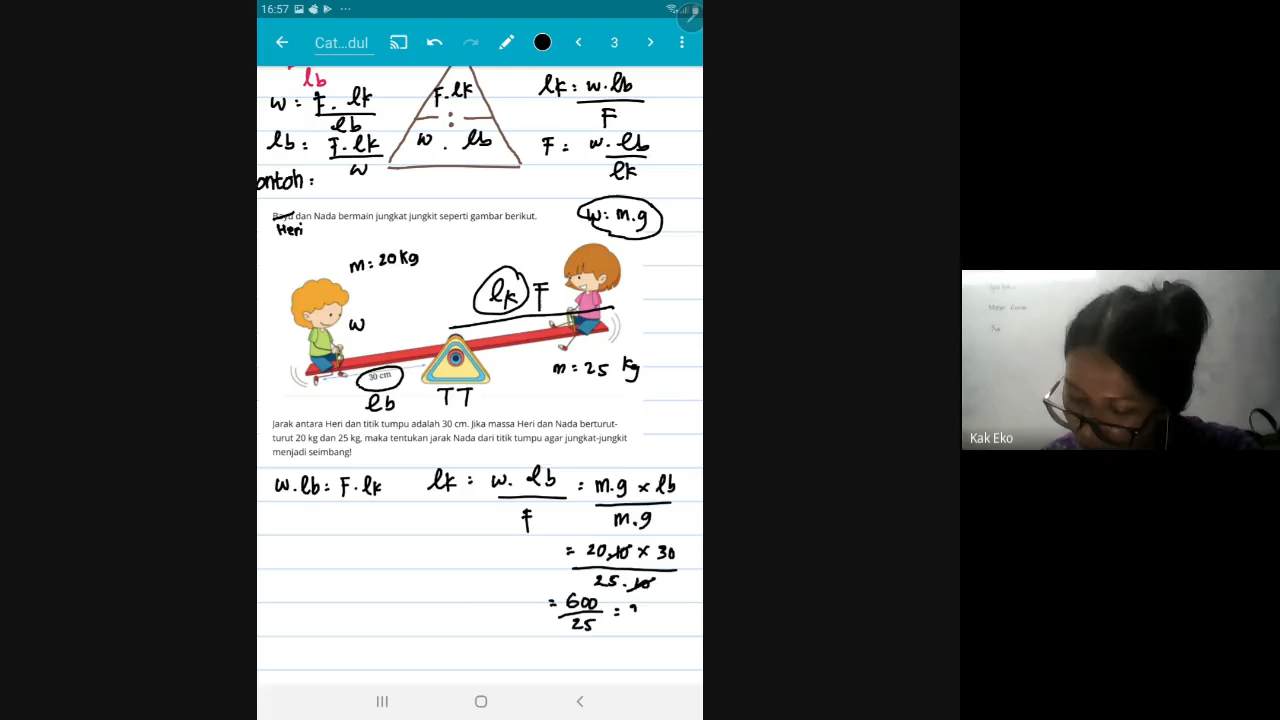 16:57
Cat...dul
3
lb
w = F. lk / lb
lb = F. lk / w
F. lk
:
w . lb
lk = w. lb / F
F = w. lb / lk
ontoh :
Bayu dan Nada bermain jungkat jungkit seperti gambar berikut.
Heri
w = m.g
m = 20 kg
lk F
w
30 cm
m = 25 kg
lb
TT
Jarak antara Heri dan titik tumpu adalah 30 cm. Jika massa Heri dan Nada berturut-
turut 20 kg dan 25 kg, maka tentukan jarak Nada dari titik tumpu agar jungkat-jungkit
menjadi seimbang!
w. lb = F. lk
lk = w. lb / F = m.g x lb / m.g
= 20.10 x 30 / 25.10
= 600 / 25 =
Kak Eko